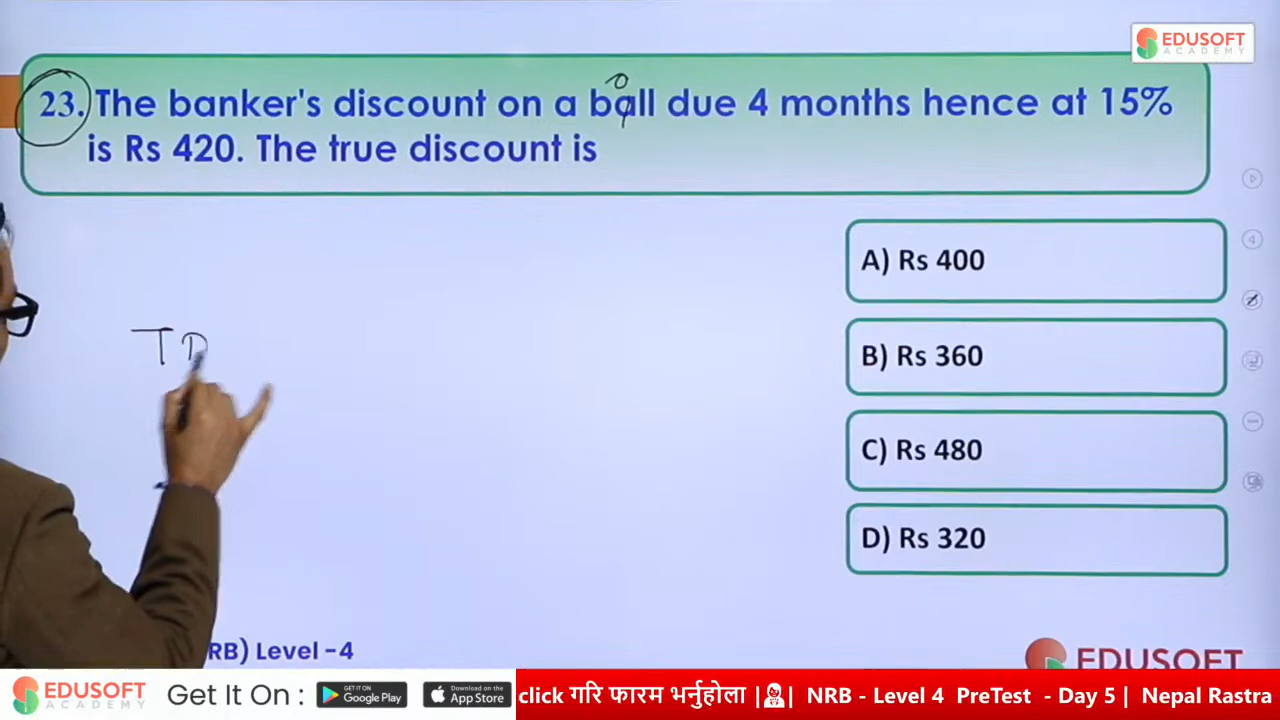 EDUSOFT
ACADEMY
23. The banker's discount on a ball due 4 months hence at 15%
is Rs 420. The true discount is
A) Rs 400
TD
B) Rs 360
C) Rs 480
D) Rs 320
RB) Level -4
EDUSOFT
EDUSOFT
ACADEMY
Get It On :
GET IT ON
Google Play
Download on the
App Store
click गरि फारम भर्नुहोला | | NRB - Level 4 PreTest - Day 5 | Nepal Rastra